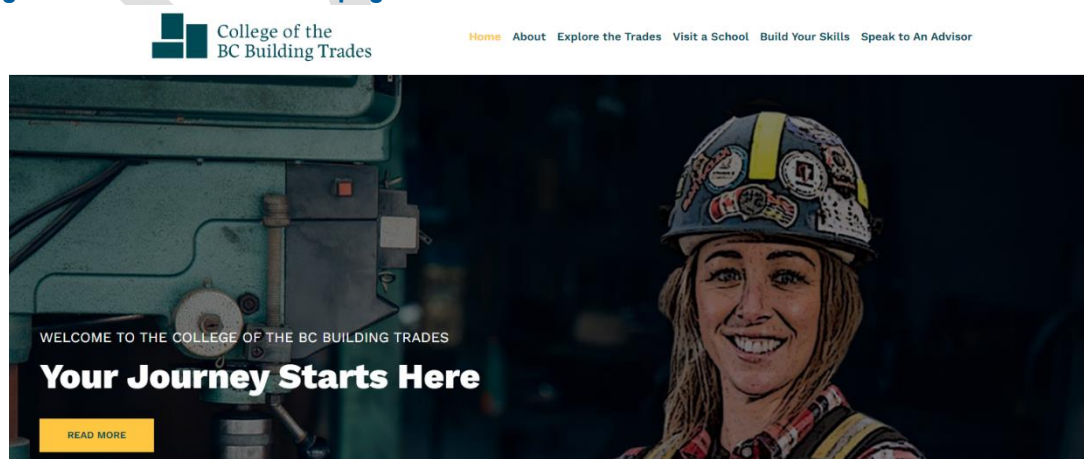 College of the
BC Building Trades
Home About Explore the Trades Visit a School Build Your Skills Speak to An Advisor
WELCOME TO THE COLLEGE OF THE BC BUILDING TRADES
Your Journey Starts Here
READ MORE